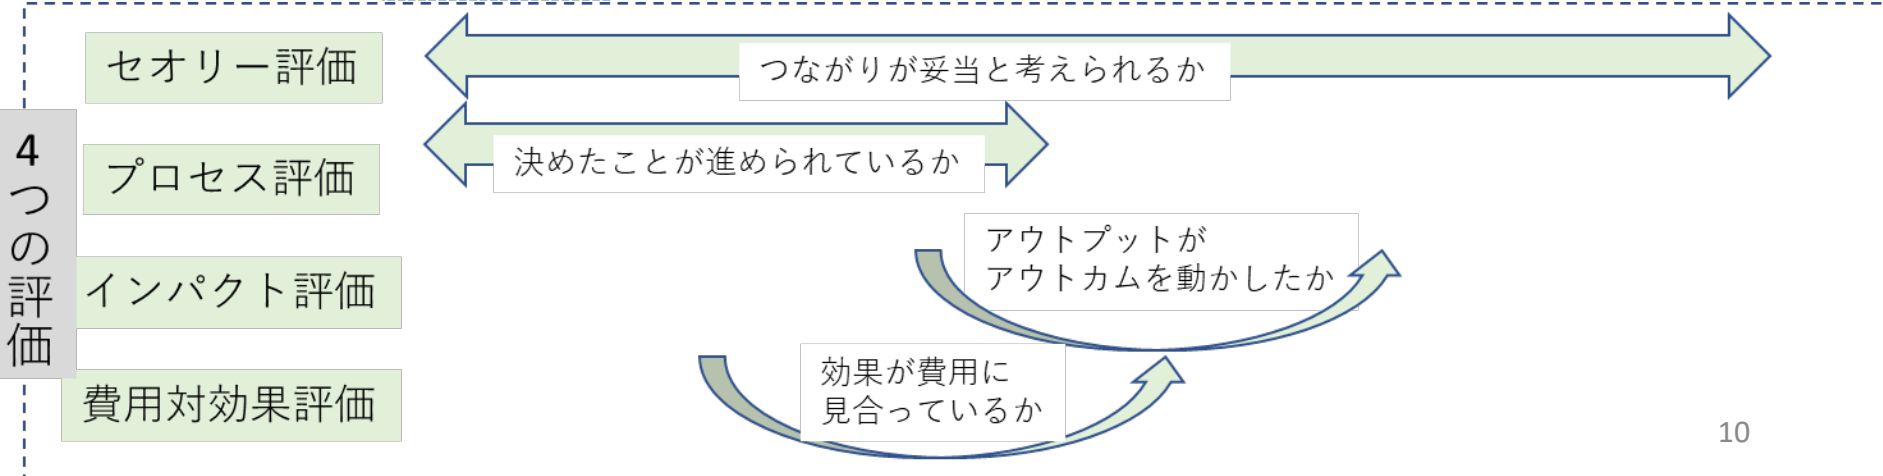 4つの評価
セオリー評価
つながりが妥当と考えられるか
プロセス評価
決めたことが進められているか
インパクト評価
アウトプットが
アウトカムを動かしたか
費用対効果評価
効果が費用に
見合っているか
10